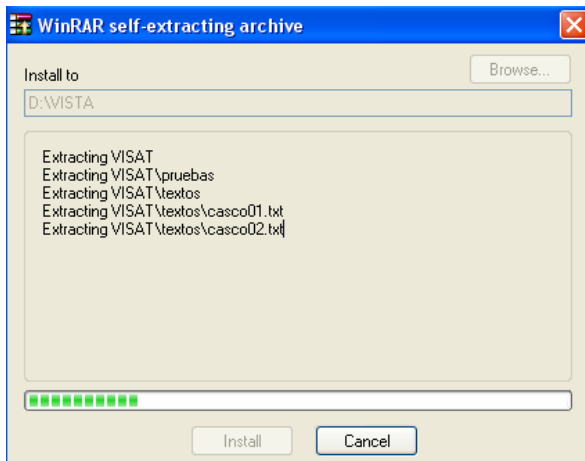 WinRAR self-extracting archive
Install to
Browse...
D:\VISTA
Extracting VISAT
Extracting VISAT\pruebas
Extracting VISAT\textos
Extracting VISAT\textos\casco01.txt
Extracting VISAT\textos\casco02.txt
Install
Cancel